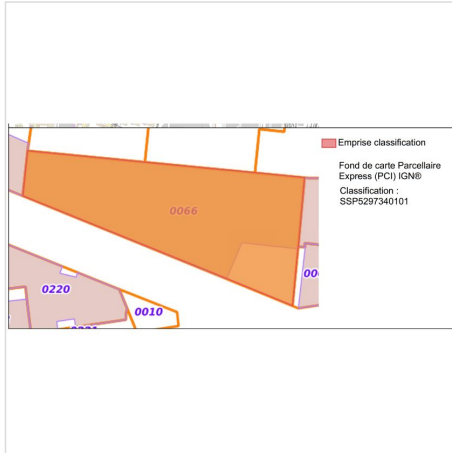 Emprise classification
Fond de carte Parcellaire
Express (PCI) IGN®
Classification :
SSP5297340101
0066
0220
0010